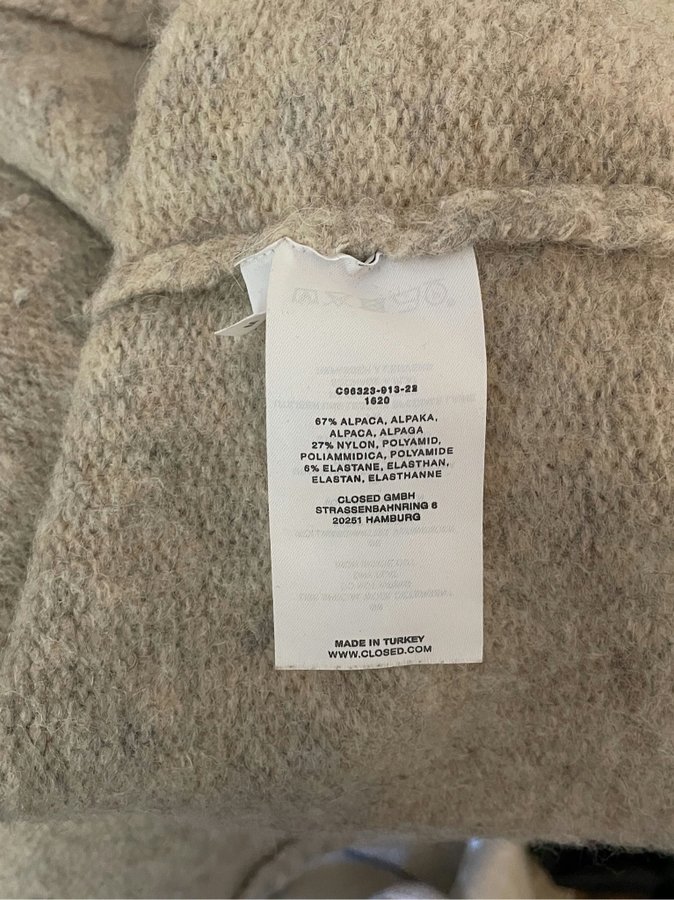 C96323-913-22
1620
67% ALPACA, ALPAKA,
ALPACA, ALPAGA
27% NYLON, POLYAMID,
POLIAMMIDICA, POLYAMIDE
6% ELASTANE, ELASTHAN,
ELASTAN, ELASTHANNE
CLOSED GMBH
STRASSENBAHNRING 6
20251 HAMBURG
MADE IN TURKEY
WWW.CLOSED.COM